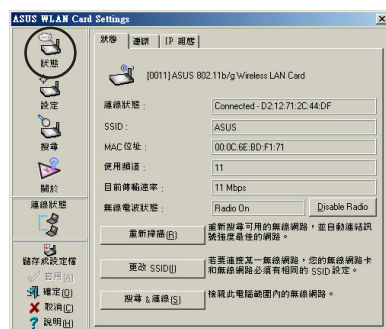 ASUS WLAN Card Settings
狀態
設定
搜尋
關於
連線狀態
儲存成設定檔
套用(A)
確定(O)
取消(C)
說明(H)
狀態 連線 IP 組態
[0011] ASUS 802.11b/g Wireless LAN Card
連線狀態：
Connected - D2:12:71:2C:44:DF
SSID：
ASUS
MAC 位址：
00:0C:6E:BD:F1:71
使用頻道：
11
目前傳輸速率：
11 Mbps
無線電波狀態：
Radio On
Disable Radio
重新掃描(R)
重新搜尋可用的無線網路，並自動連結訊
號強度最佳的網路。
更改 SSID(I)
若要連接某一無線網路，您的無線網路卡
和無線網路必須有相同的 SSID 設定。
搜尋 & 連線(S)
檢視此電腦範圍內的無線網路。